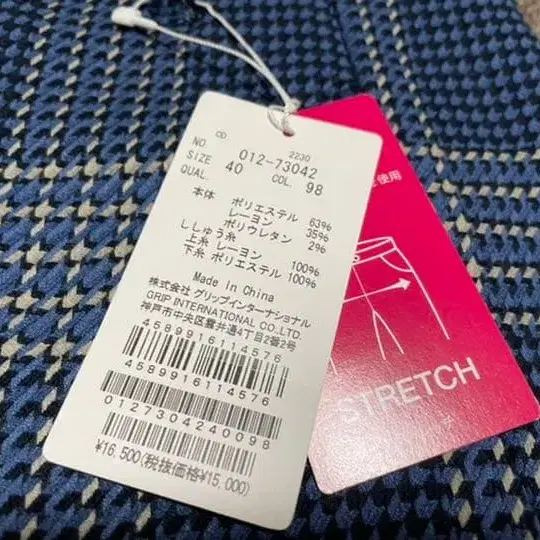 CD
2230
NO. 012-73042
SIZE 40 COL. 98
QUAL.
本体 ポリエステル 63%
レーヨン 35%
ポリウレタン 2%
ししゅう糸
上糸 レーヨン 100%
下糸 ポリエステル 100%
Made in China
株式会社 グリップインターナショナル
GRIP INTERNATIONAL CO.,LTD.
神戸市中央区雲井通4丁目2番2号
4589916114576
4589916114576
0127304240098
¥16,500(税抜価格¥15,000)
使用
STRETCH